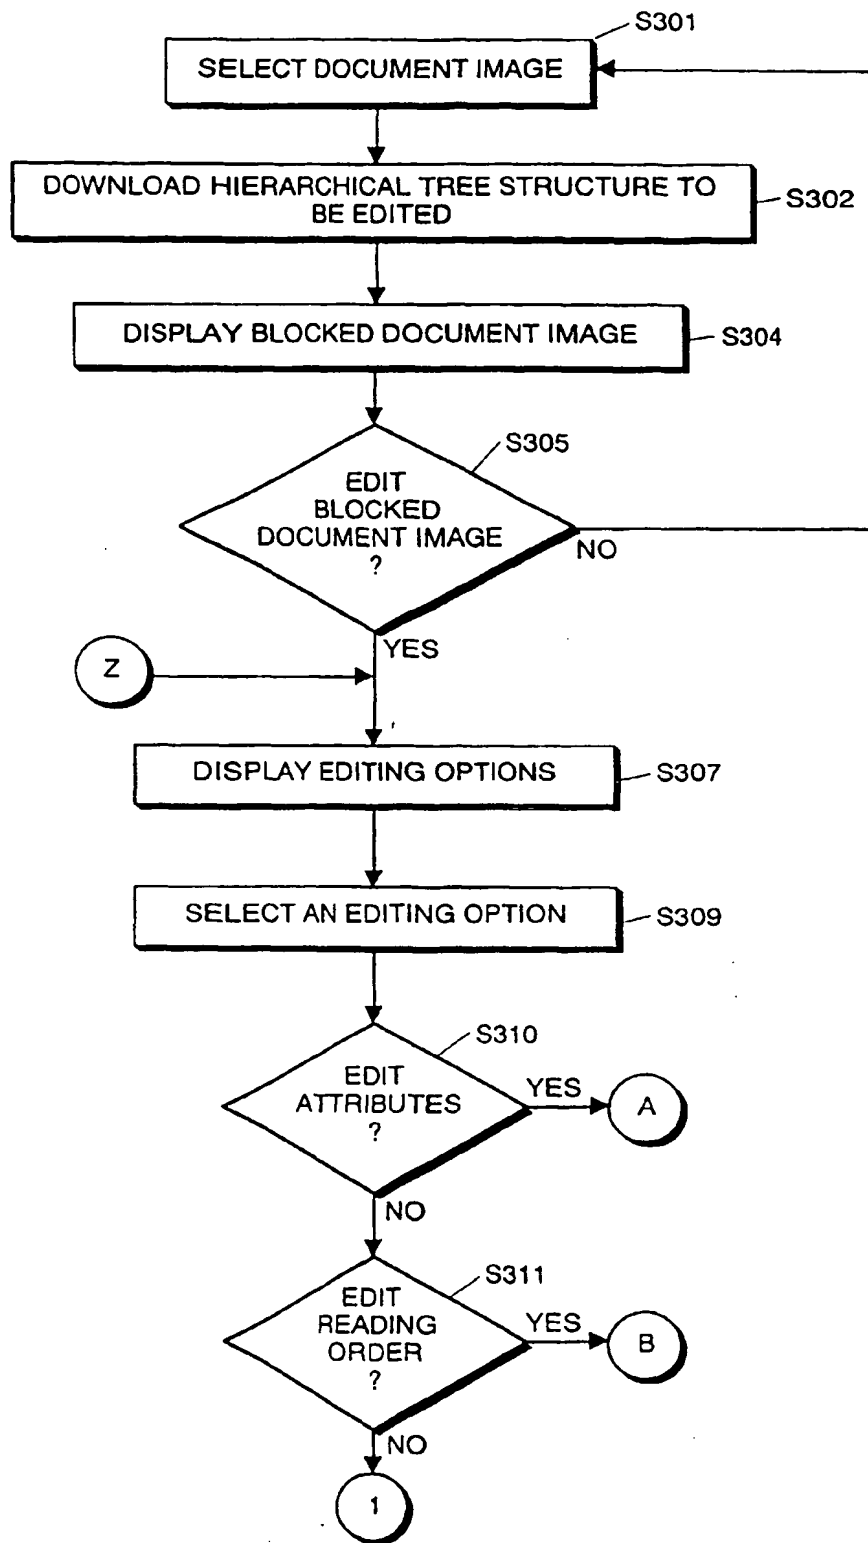 S301
SELECT DOCUMENT IMAGE
DOWNLOAD HIERARCHICAL TREE STRUCTURE TO
BE EDITED
S302
DISPLAY BLOCKED DOCUMENT IMAGE
S304
S305
EDIT
BLOCKED
DOCUMENT IMAGE
?
NO
YES
Z
DISPLAY EDITING OPTIONS
S307
SELECT AN EDITING OPTION
S309
S310
EDIT
ATTRIBUTES
?
YES
A
NO
S311
EDIT
READING
ORDER
?
YES
B
NO
1